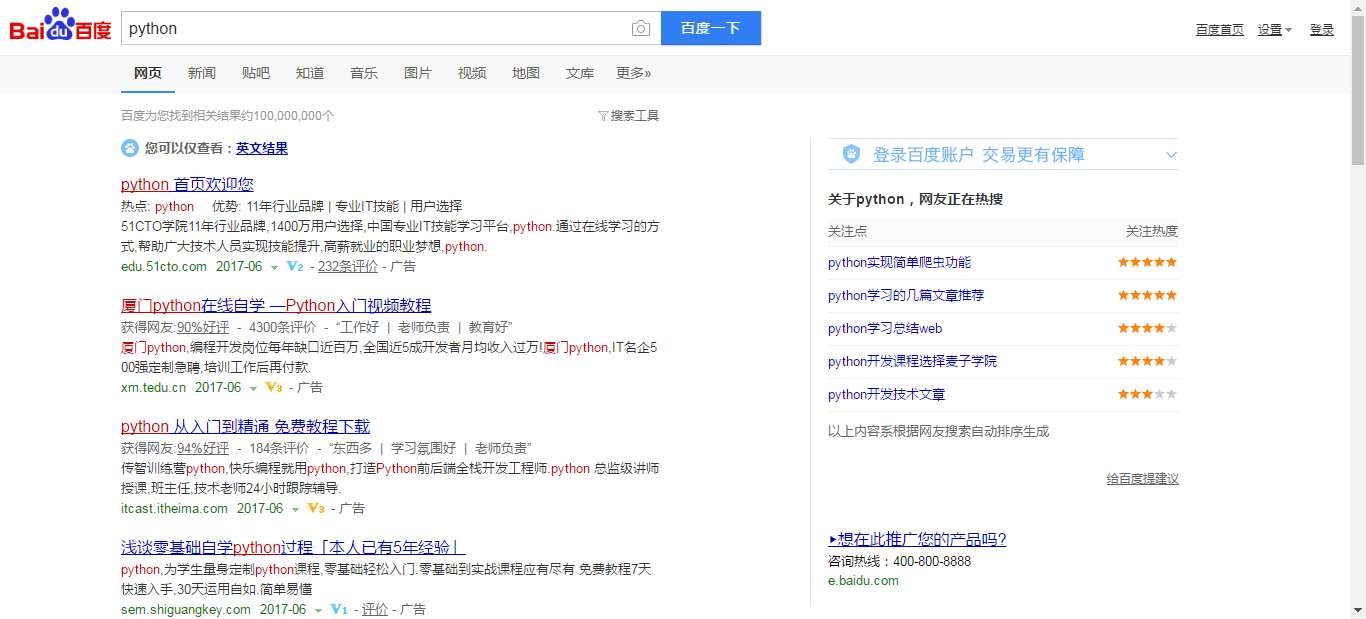 Bai du 百度
python
百度一下
百度首页 设置 登录
网页 新闻 贴吧 知道 音乐 图片 视频 地图 文库 更多»
百度为您找到相关结果约100,000,000个
搜索工具
您可以仅查看：英文结果
python 首页欢迎您
热点: python 优势: 11年行业品牌 | 专业IT技能 | 用户选择
51CTO学院11年行业品牌,1400万用户选择,中国专业IT技能学习平台,python.通过在线学习的方
式,帮助广大技术人员实现技能提升,高薪就业的职业梦想,python.
edu.51cto.com 2017-06 V2 - 232条评价 - 广告
厦门python在线自学 —Python入门视频教程
获得网友:90%好评 - 4300条评价 - “工作好 | 老师负责 | 教育好”
厦门python,编程开发岗位每年缺口近百万,全国近5成开发者月均收入过万!厦门python,IT名企5
00强定制急聘,培训工作后再付款.
xm.tedu.cn 2017-06 V3 - 广告
python 从入门到精通 免费教程下载
获得网友:94%好评 - 184条评价 - “东西多 | 学习氛围好 | 老师负责”
传智训练营python,快乐编程就用python,打造Python前后端全栈开发工程师.python 总监级讲师
授课,班主任,技术老师24小时跟踪辅导.
itcast.itheima.com 2017-06 V3 - 广告
浅谈零基础自学python过程「本人已有5年经验」
python,为学生量身定制python课程,零基础轻松入门.零基础到实战课程应有尽有 免费教程7天
快速入手,30天运用自如.简单易懂
sem.shiguangkey.com 2017-06 V1 - 评价 - 广告
登录百度账户 交易更有保障
关于python，网友正在热搜
关注点 关注热度
python实现简单爬虫功能
python学习的几篇文章推荐
python学习总结web
python开发课程选择麦子学院
python开发技术文章
以上内容系根据网友搜索自动排序生成
给百度提建议
想在此推广您的产品吗?
咨询热线：400-800-8888
e.baidu.com